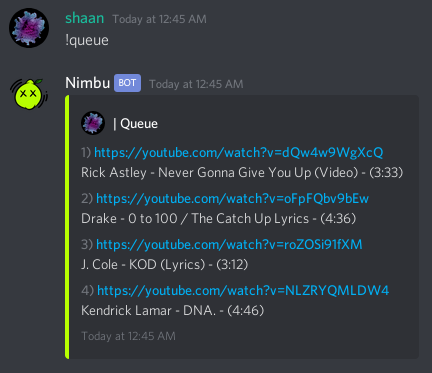 shaan Today at 12:45 AM
!queue
Nimbu BOT Today at 12:45 AM
| Queue
1) https://youtube.com/watch?v=dQw4w9WgXcQ
Rick Astley - Never Gonna Give You Up (Video) - (3:33)
2) https://youtube.com/watch?v=oFpFQbv9bEw
Drake - 0 to 100 / The Catch Up Lyrics - (4:36)
3) https://youtube.com/watch?v=roZOSi91fXM
J. Cole - KOD (Lyrics) - (3:12)
4) https://youtube.com/watch?v=NLZRYQMLDW4
Kendrick Lamar - DNA. - (4:46)
Today at 12:45 AM